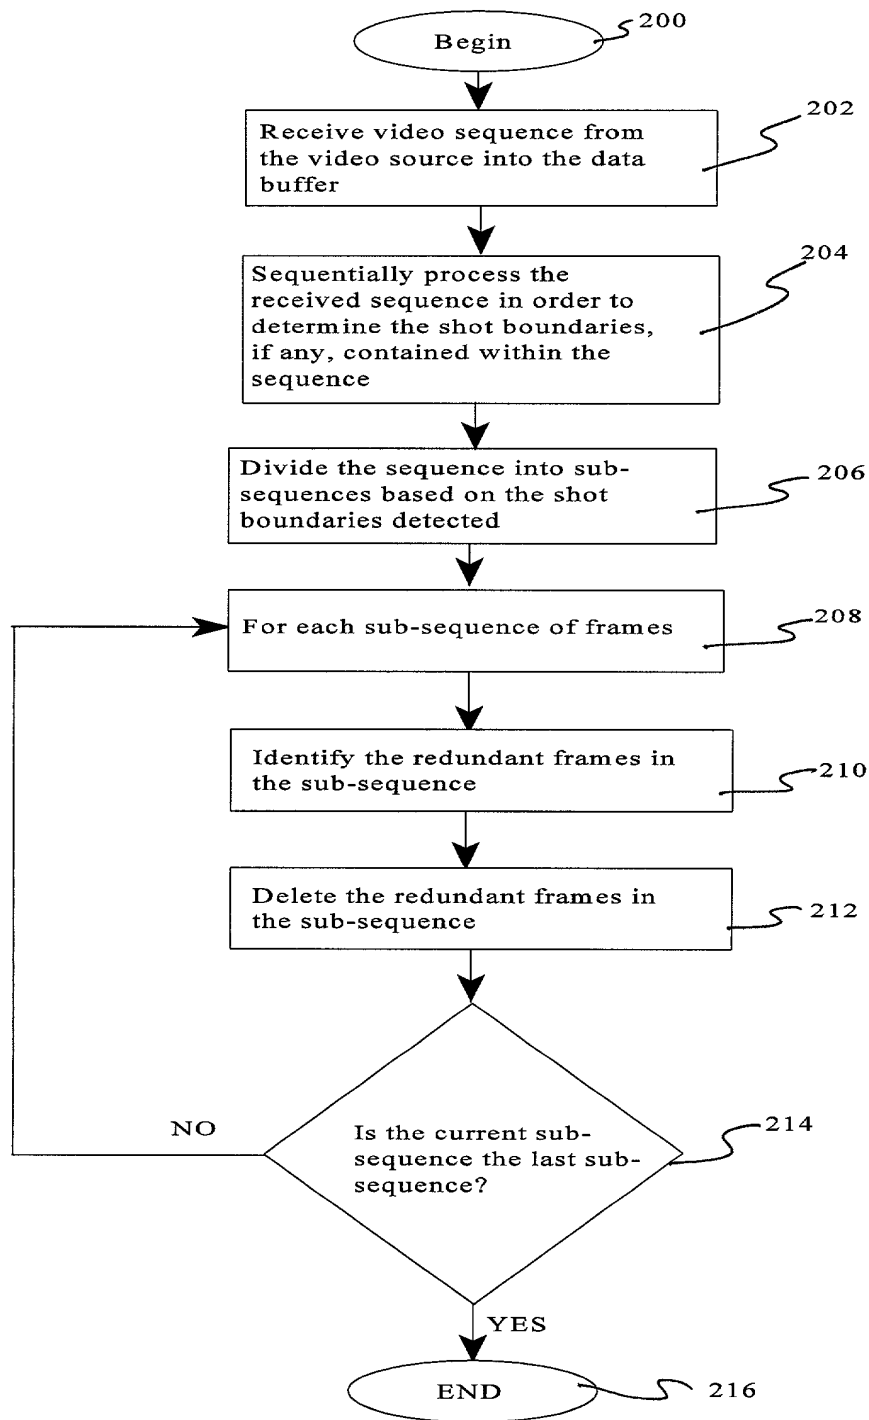 Begin
200
Receive video sequence from
the video source into the data
buffer
202
Sequentially process the
received sequence in order to
determine the shot boundaries,
if any, contained within the
sequence
204
Divide the sequence into sub-
sequences based on the shot
boundaries detected
206
For each sub-sequence of frames
208
Identify the redundant frames in
the sub-sequence
210
Delete the redundant frames in
the sub-sequence
212
Is the current sub-
sequence the last sub-
sequence?
214
NO
YES
END
216